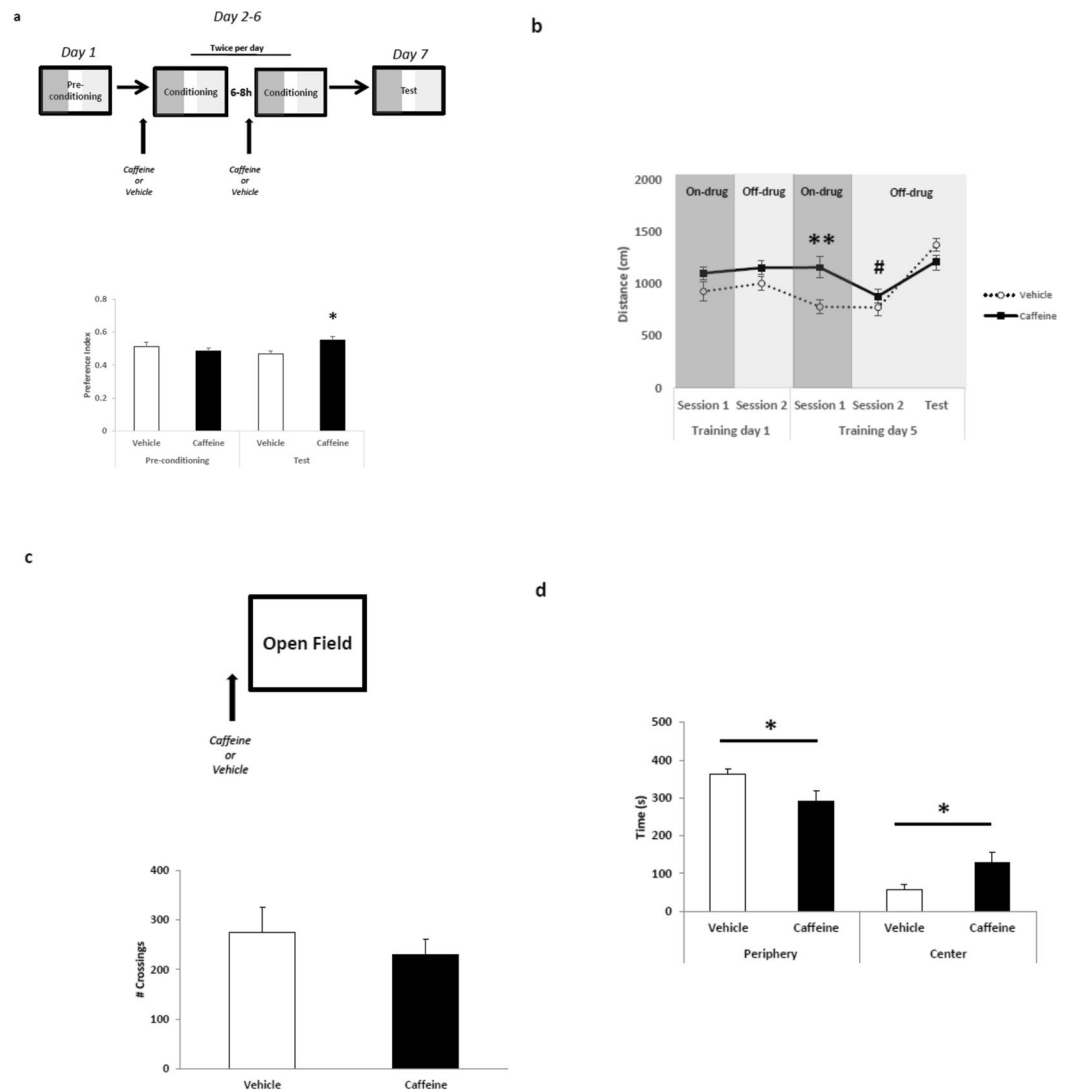 a
Day 2-6
Day 1
Twice per day
Day 7
Pre-
conditioning
Conditioning
6-8h
Conditioning
Test
Caffeine
or
Vehicle
Caffeine
or
Vehicle
0.8
0.6
0.4
0.2
0
Preference Index
*
Vehicle
Caffeine
Vehicle
Caffeine
Pre-conditioning
Test
b
2000
1500
1000
500
0
Distance (cm)
On-drug
Off-drug
On-drug
Off-drug
**
#
Vehicle
Caffeine
Session 1
Session 2
Session 1
Session 2
Test
Training day 1
Training day 5
c
Open Field
Caffeine
or
Vehicle
400
300
200
100
0
# Crossings
Vehicle
Caffeine
d
500
400
300
200
100
0
Time (s)
*
*
Vehicle
Caffeine
Vehicle
Caffeine
Periphery
Center